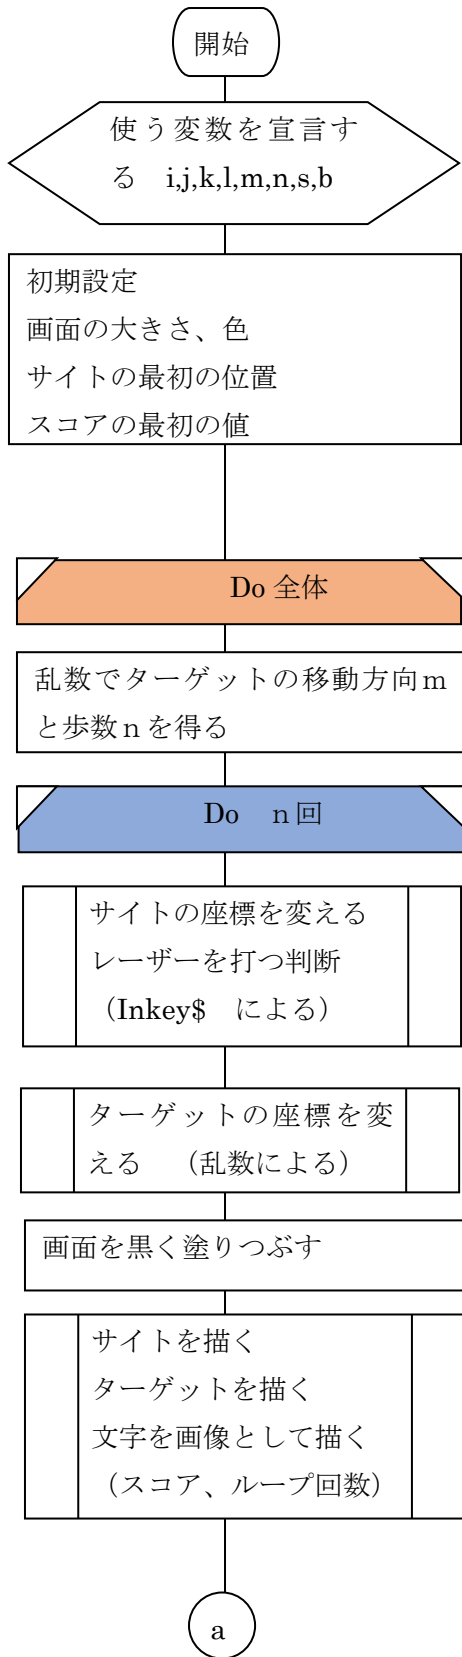 開始
使う変数を宣言す
る　i,j,k,l,m,n,s,b
初期設定
画面の大きさ、色
サイトの最初の位置
スコアの最初の値
Do 全体
乱数でターゲットの移動方向ｍ
と歩数ｎを得る
Do　ｎ回
サイトの座標を変える
レーザーを打つ判断
（Inkey$　による）
ターゲットの座標を変
える　（乱数による）
画面を黒く塗りつぶす
サイトを描く
ターゲットを描く
文字を画像として描く
（スコア、ループ回数）
a